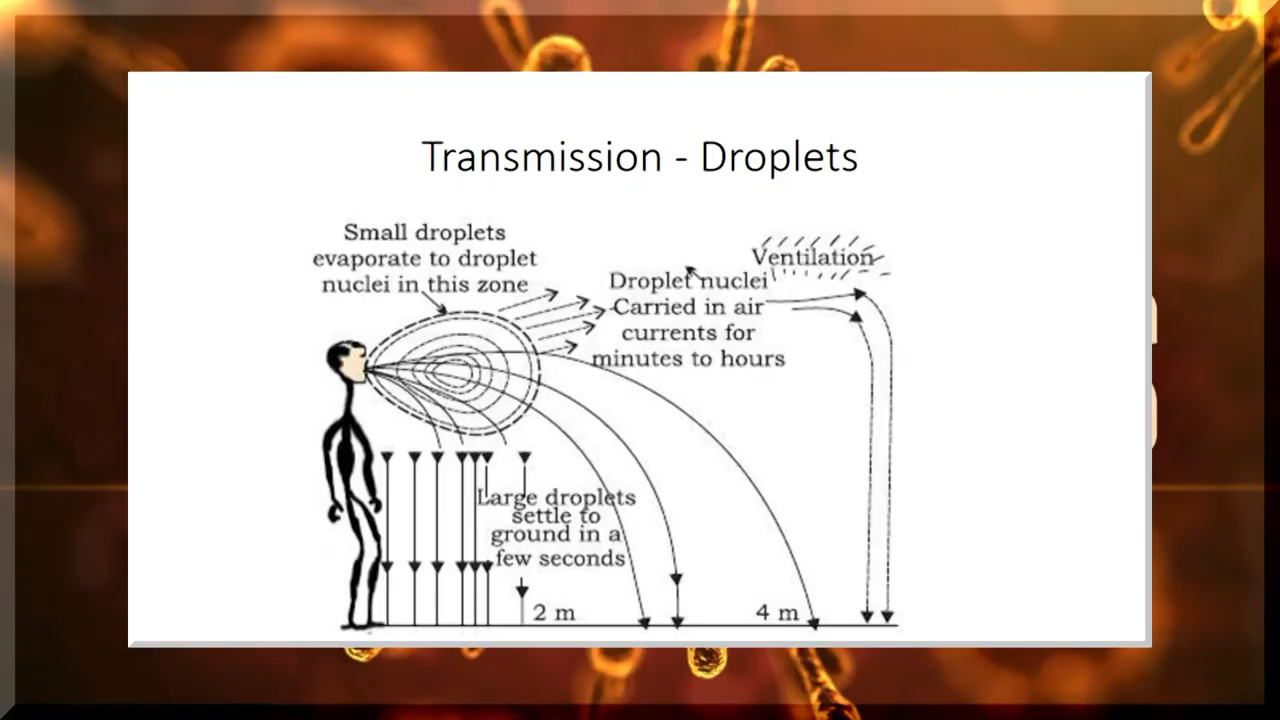 Transmission - Droplets
Small droplets
evaporate to droplet
nuclei in this zone
Ventilation
Droplet nuclei
Carried in air
currents for
minutes to hours
Large droplets
settle to
ground in a
few seconds
2 m
4 m